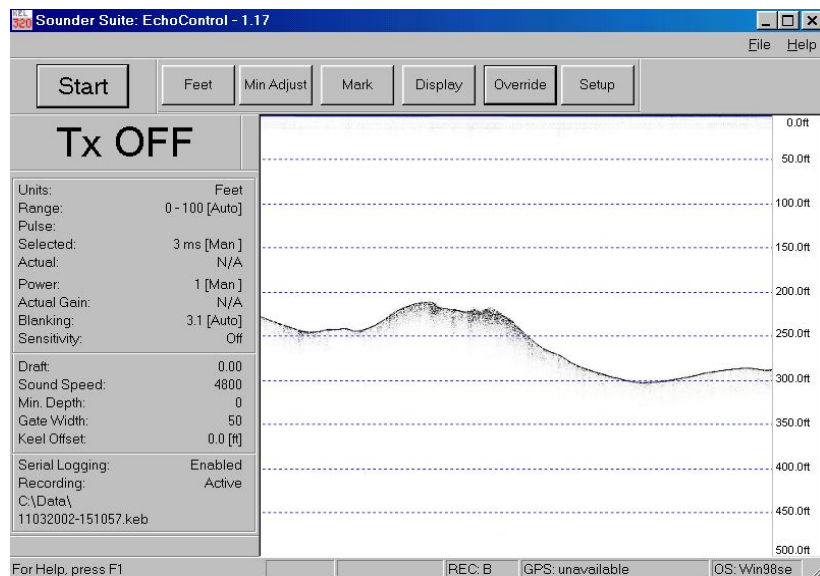 KEL
320
Sounder Suite: EchoControl - 1.17
File Help
Start Feet Min Adjust Mark Display Override Setup
Tx OFF
Units: Feet
Range: 0 - 100 [Auto]
Pulse:
Selected: 3 ms [Man ]
Actual: N/A
Power: 1 [Man ]
Actual Gain: N/A
Blanking: 3.1 [Auto]
Sensitivity: Off
Draft: 0.00
Sound Speed: 4800
Min. Depth: 0
Gate Width: 50
Keel Offset: 0.0 [ft]
Serial Logging: Enabled
Recording: Active
C:\Data\
11032002-151057.keb
0.0ft
50.0ft
100.0ft
150.0ft
200.0ft
250.0ft
300.0ft
350.0ft
400.0ft
450.0ft
500.0ft
For Help, press F1 REC: B GPS: unavailable OS: Win98se